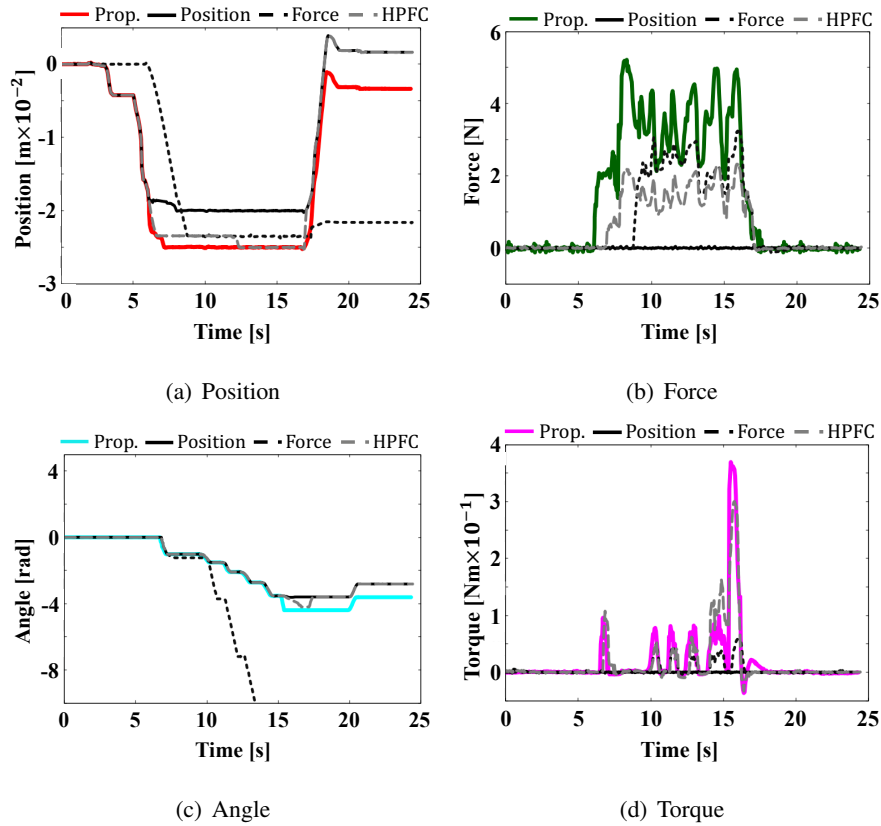 Prop. Position Force HPFC
0
-1
-2
-3
Position [m×10⁻²]
0 5 10 15 20 25
Time [s]
(a) Position
Prop. Position Force HPFC
6
4
2
0
Force [N]
0 5 10 15 20 25
Time [s]
(b) Force
Prop. Position Force HPFC
4
0
-4
-8
Angle [rad]
0 5 10 15 20 25
Time [s]
(c) Angle
Prop. Position Force HPFC
4
3
2
1
0
Torque [Nm×10⁻¹]
0 5 10 15 20 25
Time [s]
(d) Torque